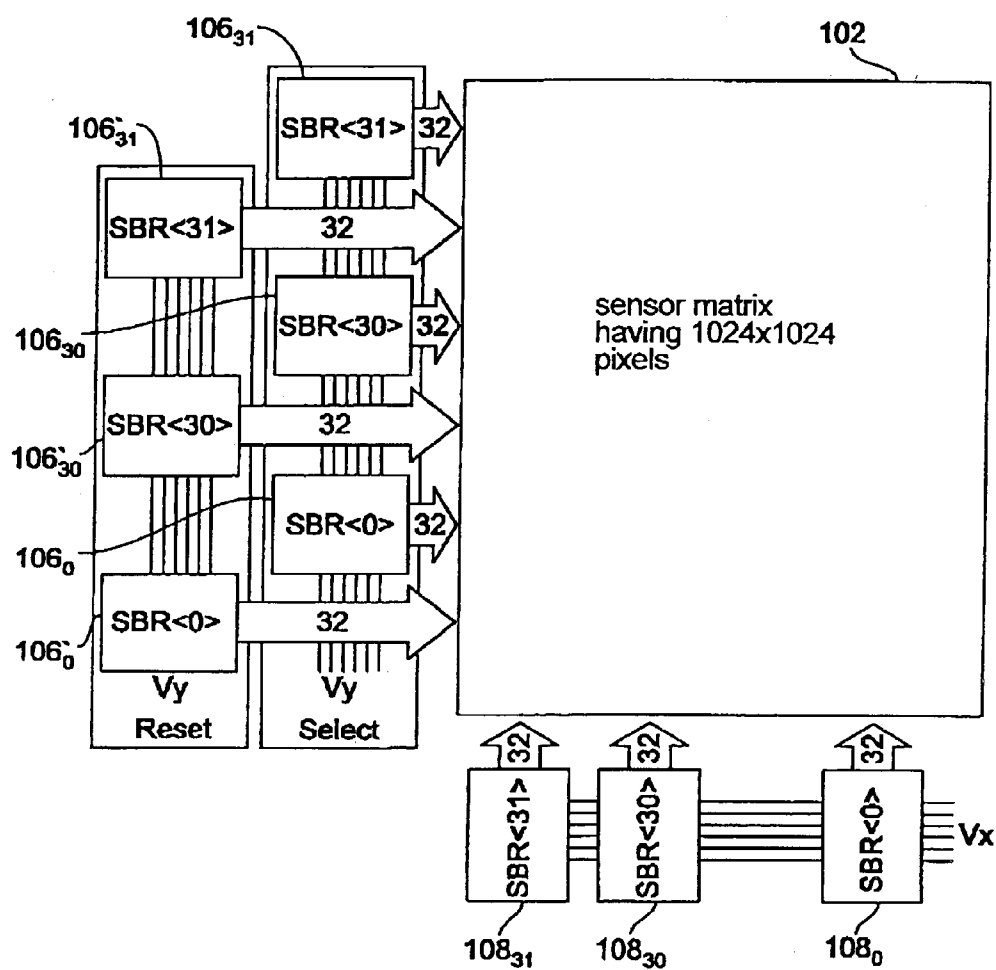 106₃₁
102
SBR<31>
32
106`₃₁
SBR<31>
32
sensor matrix
having 1024x1024
pixels
106₃₀
SBR<30>
32
SBR<30>
32
106`₃₀
SBR<0>
32
106₀
SBR<0>
32
106`₀
Vy
Vy
Reset
Select
32
32
32
SBR<31>
SBR<30>
SBR<0>
Vx
108₃₁
108₃₀
108₀